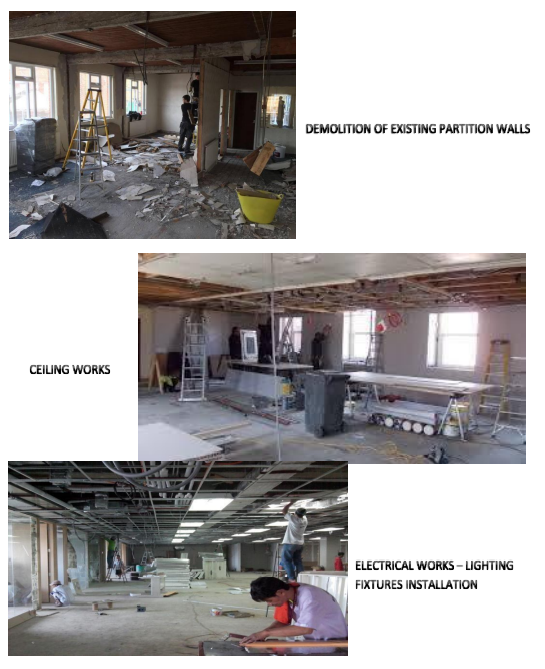 DEMOLITION OF EXISTING PARTITION WALLS
CEILING WORKS
ELECTRICAL WORKS – LIGHTING
FIXTURES INSTALLATION